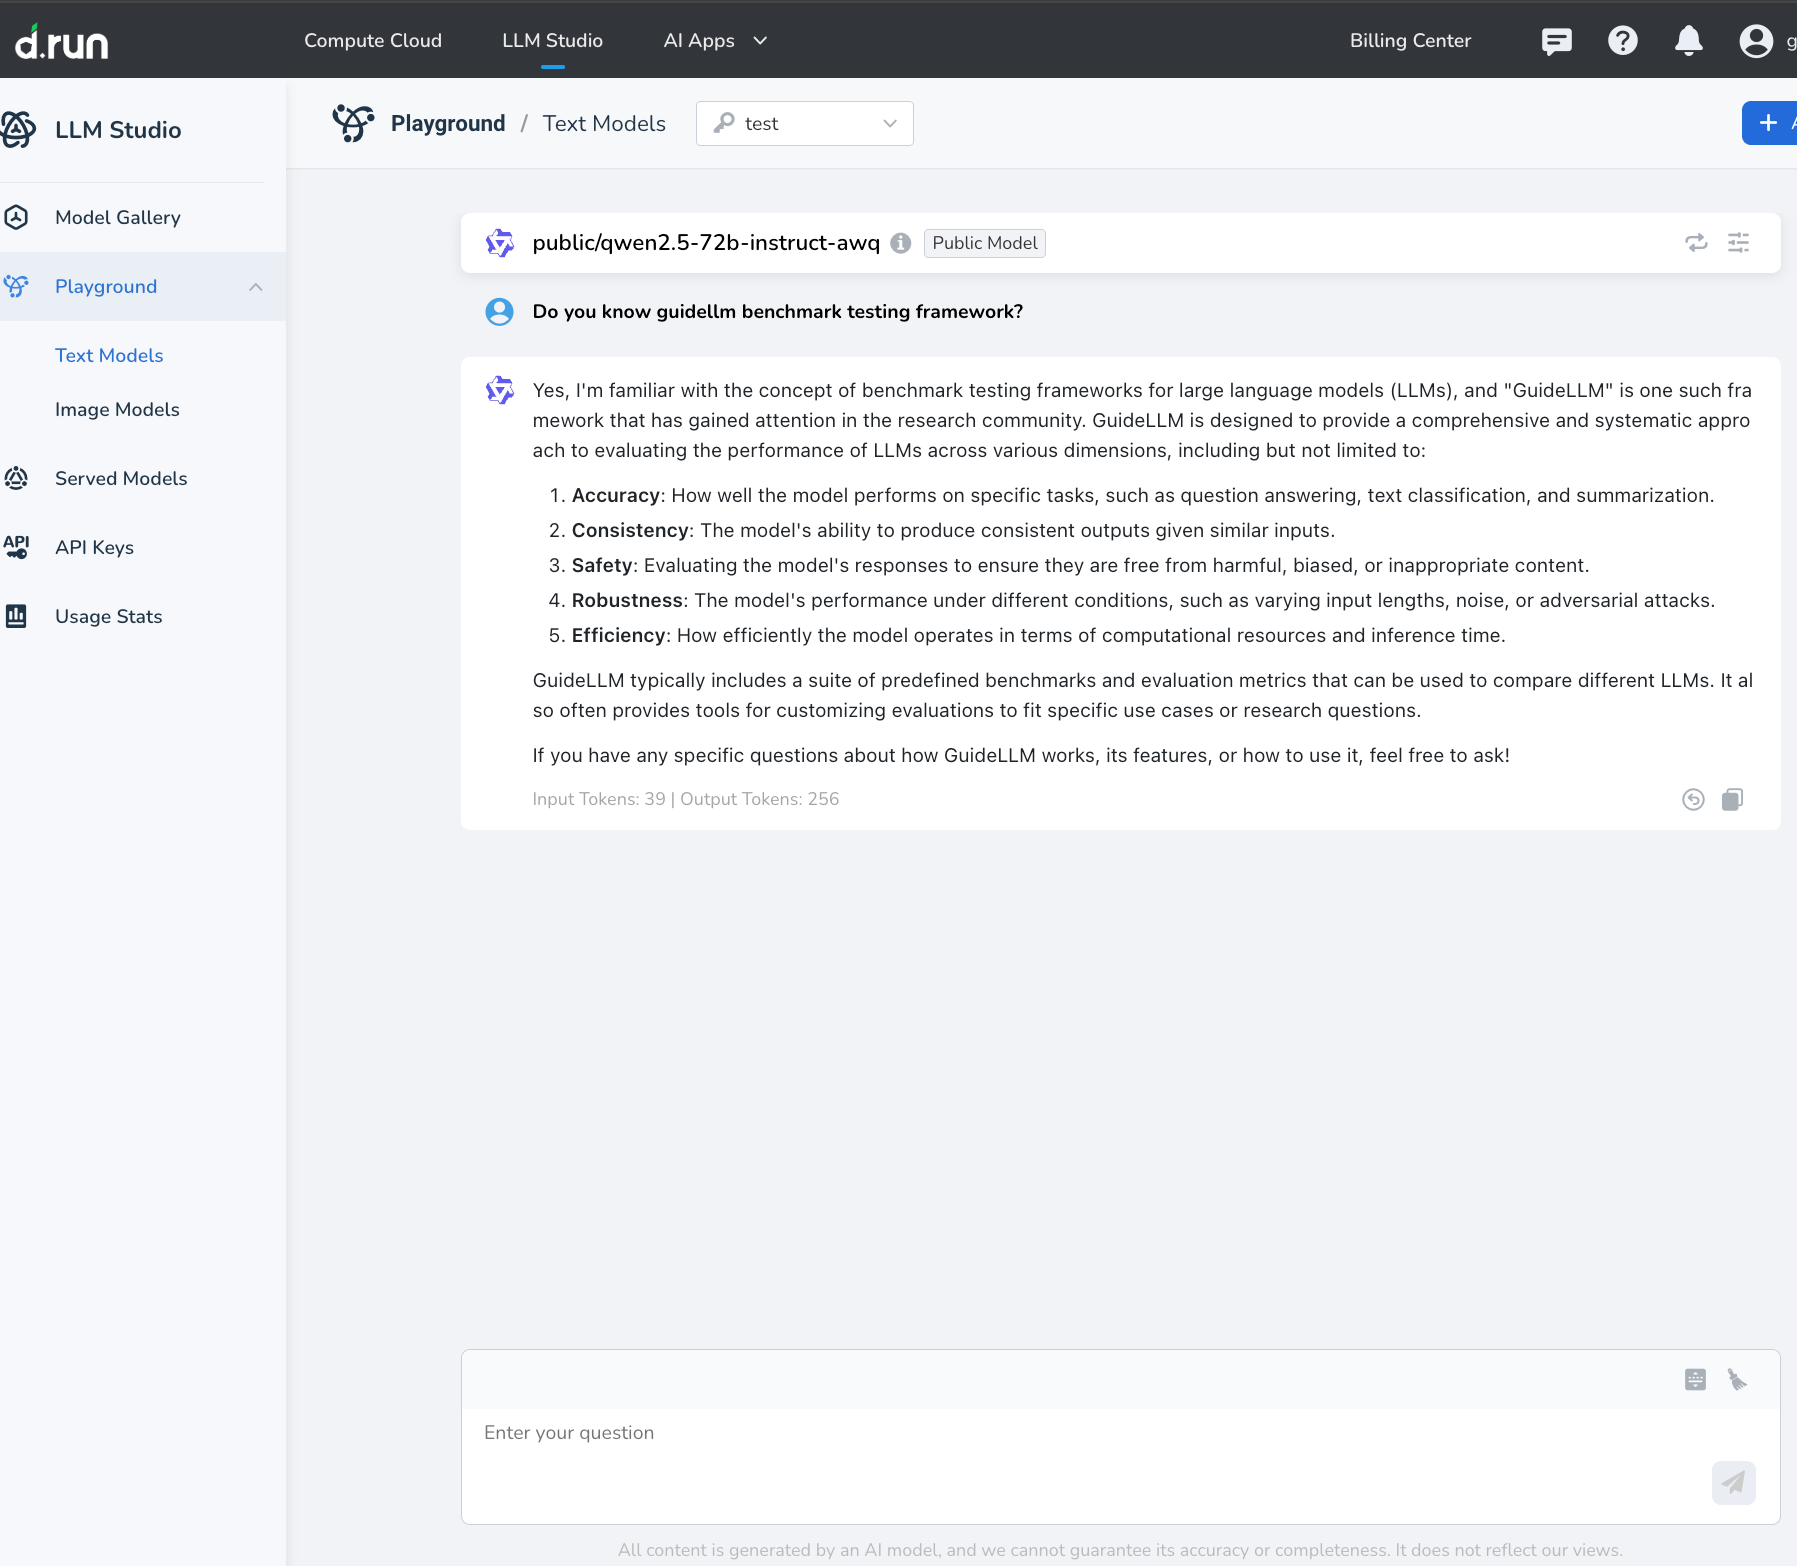 d.run
Compute Cloud
LLM Studio
AI Apps
Billing Center
LLM Studio
Model Gallery
Playground
Text Models
Image Models
Served Models
API
API Keys
Usage Stats
Playground / Text Models
test
public/qwen2.5-72b-instruct-awq
Public Model
Do you know guidellm benchmark testing framework?
Yes, I'm familiar with the concept of benchmark testing frameworks for large language models (LLMs), and "GuideLLM" is one such fra
mework that has gained attention in the research community. GuideLLM is designed to provide a comprehensive and systematic appro
ach to evaluating the performance of LLMs across various dimensions, including but not limited to:
1. Accuracy: How well the model performs on specific tasks, such as question answering, text classification, and summarization.
2. Consistency: The model's ability to produce consistent outputs given similar inputs.
3. Safety: Evaluating the model's responses to ensure they are free from harmful, biased, or inappropriate content.
4. Robustness: The model's performance under different conditions, such as varying input lengths, noise, or adversarial attacks.
5. Efficiency: How efficiently the model operates in terms of computational resources and inference time.
GuideLLM typically includes a suite of predefined benchmarks and evaluation metrics that can be used to compare different LLMs. It al
so often provides tools for customizing evaluations to fit specific use cases or research questions.
If you have any specific questions about how GuideLLM works, its features, or how to use it, feel free to ask!
Input Tokens: 39 | Output Tokens: 256
Enter your question
All content is generated by an AI model, and we cannot guarantee its accuracy or completeness. It does not reflect our views.